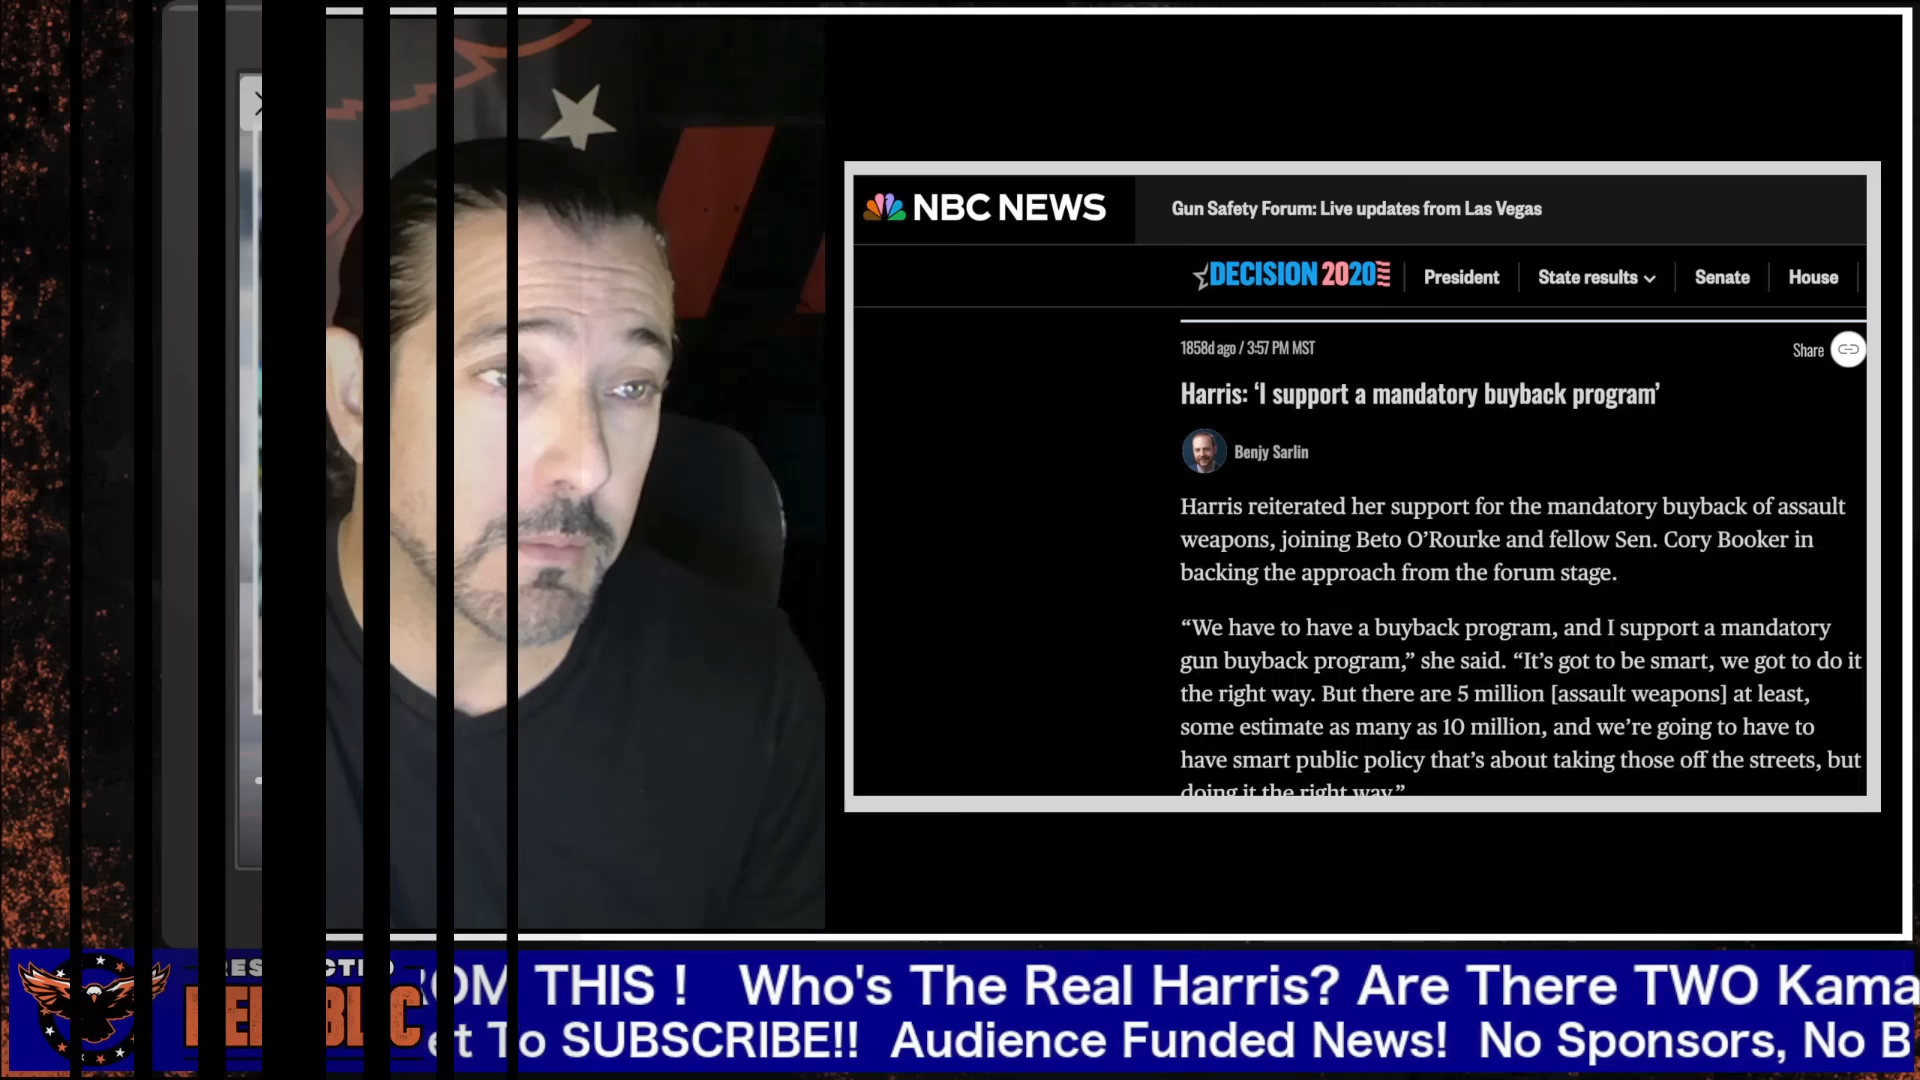 NBC NEWS
Gun Safety Forum: Live updates from Las Vegas
DECISION 2020
President
State results
Senate
House
1858d ago / 3:57 PM MST
Share
Harris: ‘I support a mandatory buyback program’
Benjy Sarlin
Harris reiterated her support for the mandatory buyback of assault
weapons, joining Beto O’Rourke and fellow Sen. Cory Booker in
backing the approach from the forum stage.
“We have to have a buyback program, and I support a mandatory
gun buyback program,” she said. “It’s got to be smart, we got to do it
the right way. But there are 5 million [assault weapons] at least,
some estimate as many as 10 million, and we’re going to have to
have smart public policy that’s about taking those off the streets, but
doing it the right way.”
OM THIS ! Who's The Real Harris? Are There TWO Kama
et To SUBSCRIBE!! Audience Funded News! No Sponsors, No B